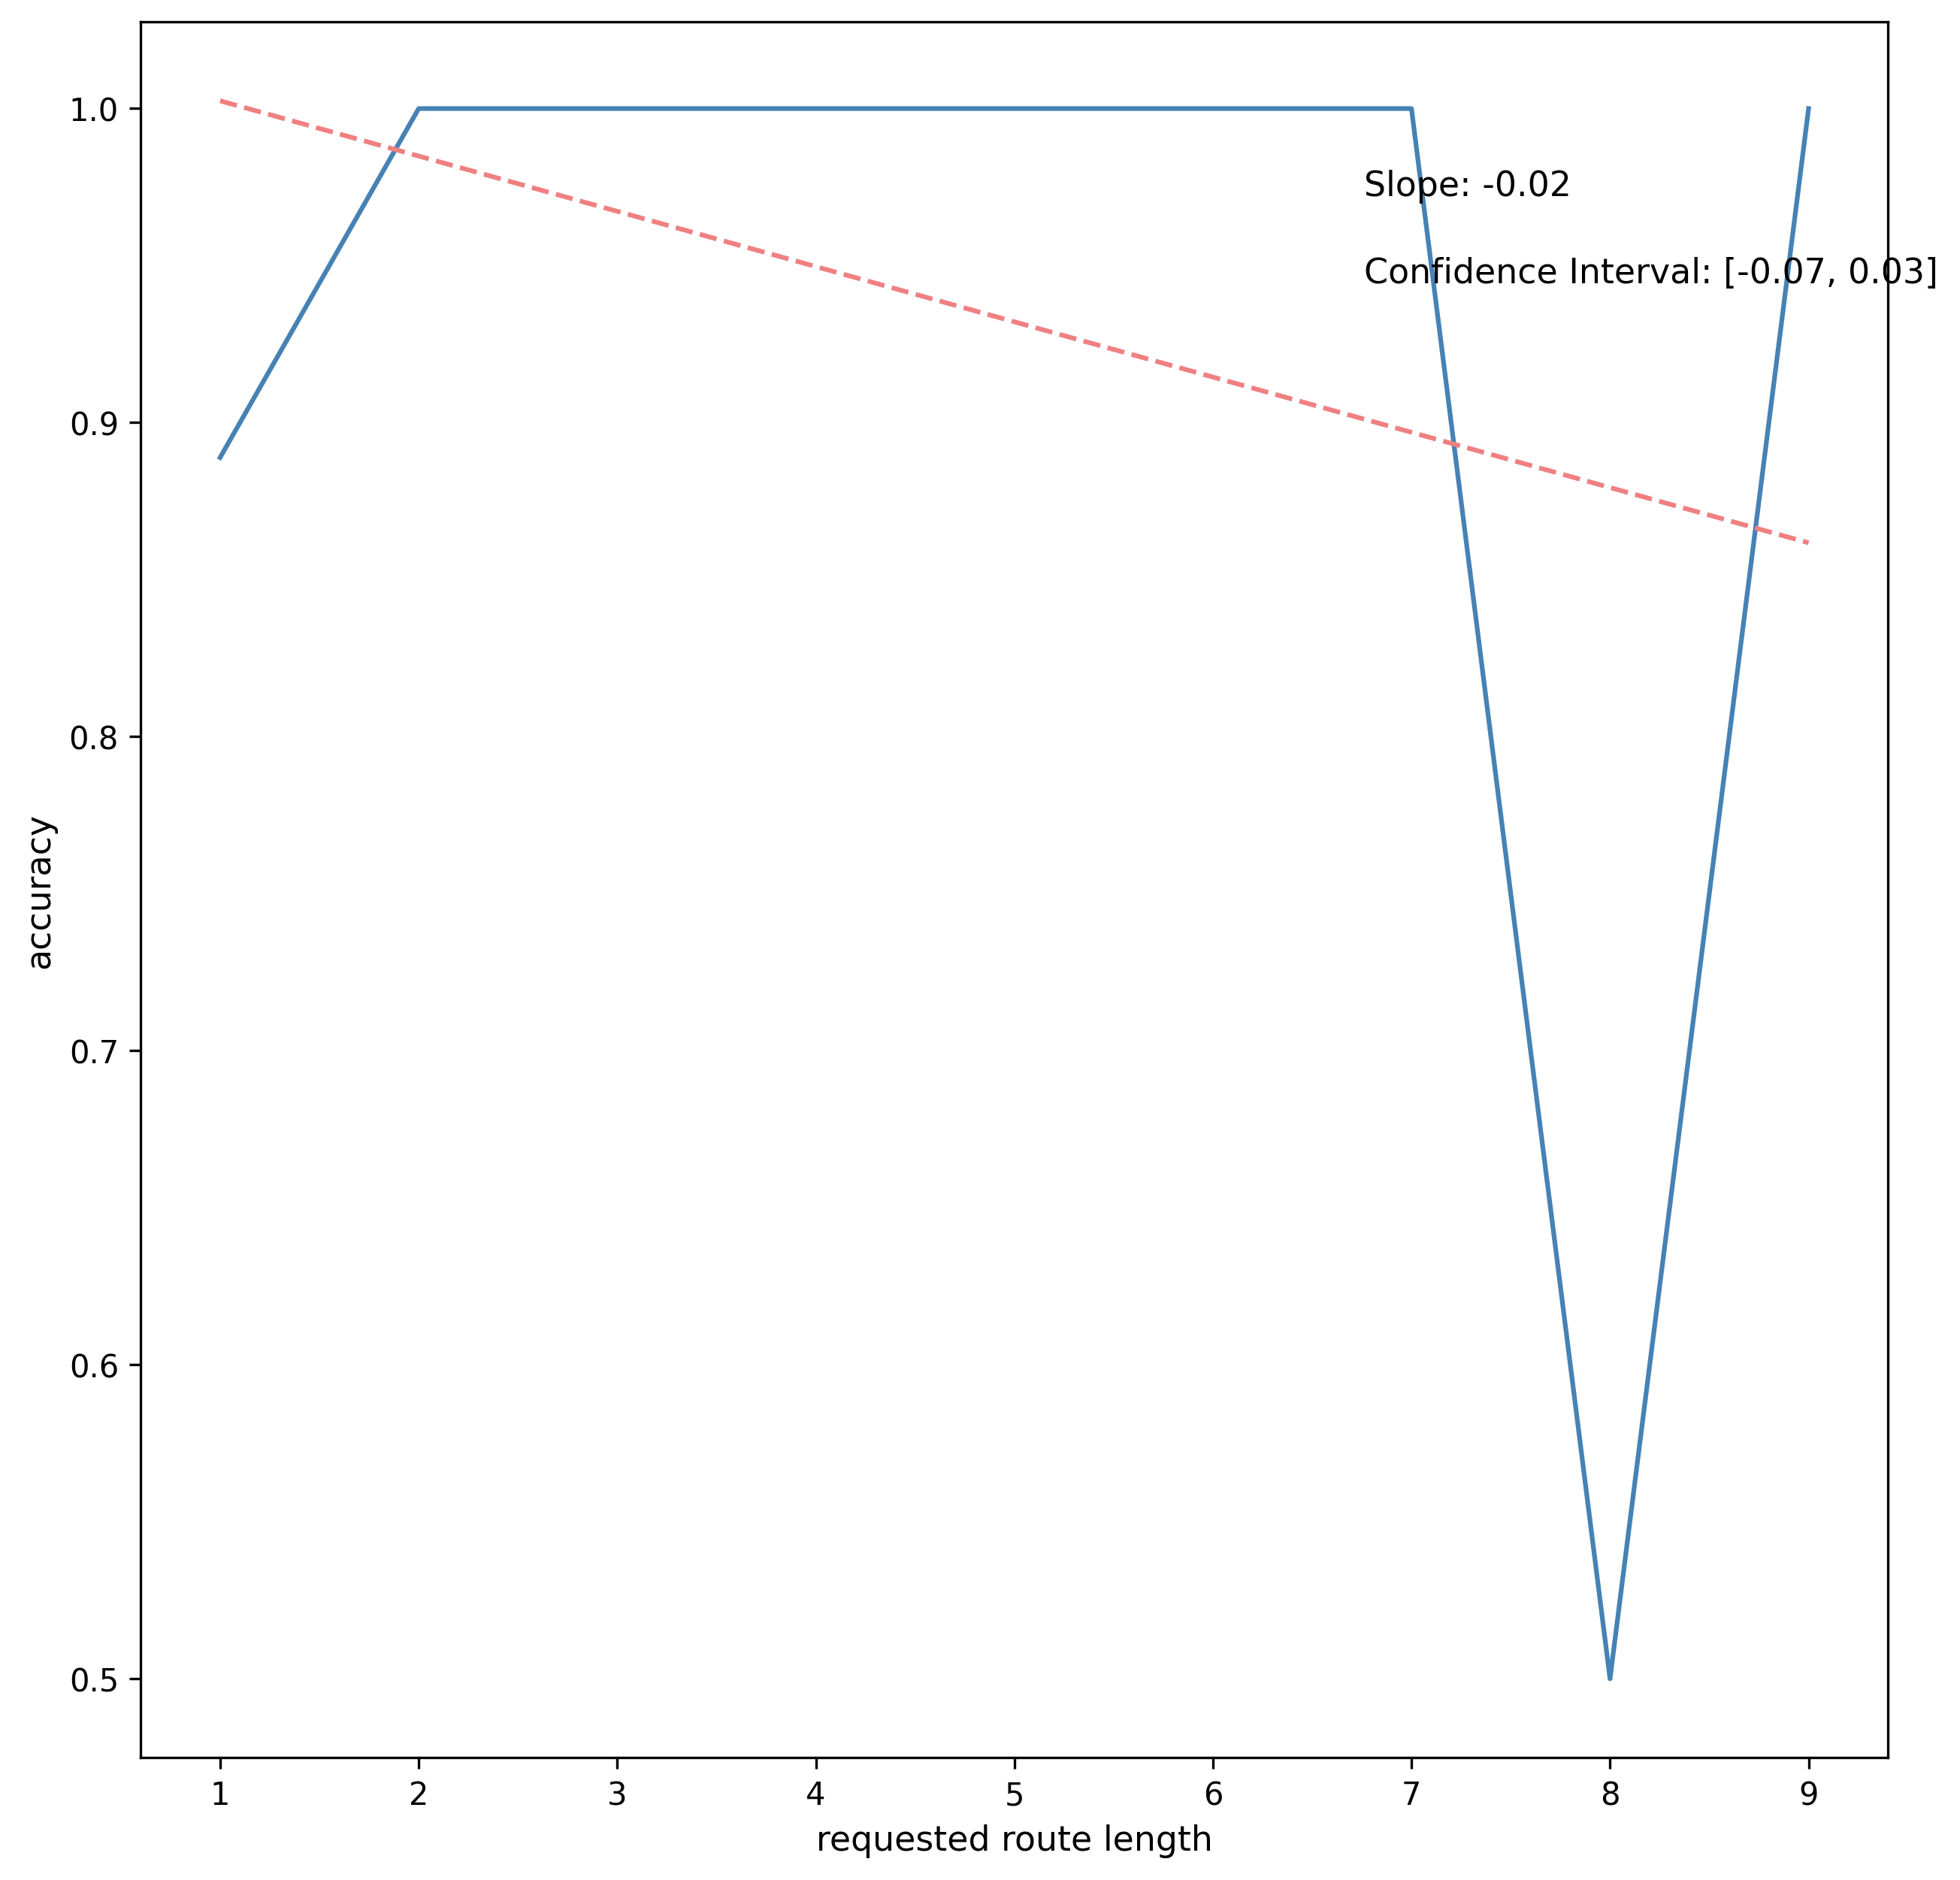 Slope: -0.02
Confidence Interval: [-0.07, 0.03]
1.0
0.9
0.8
0.7
0.6
0.5
accuracy
1 2 3 4 5 6 7 8 9
requested route length